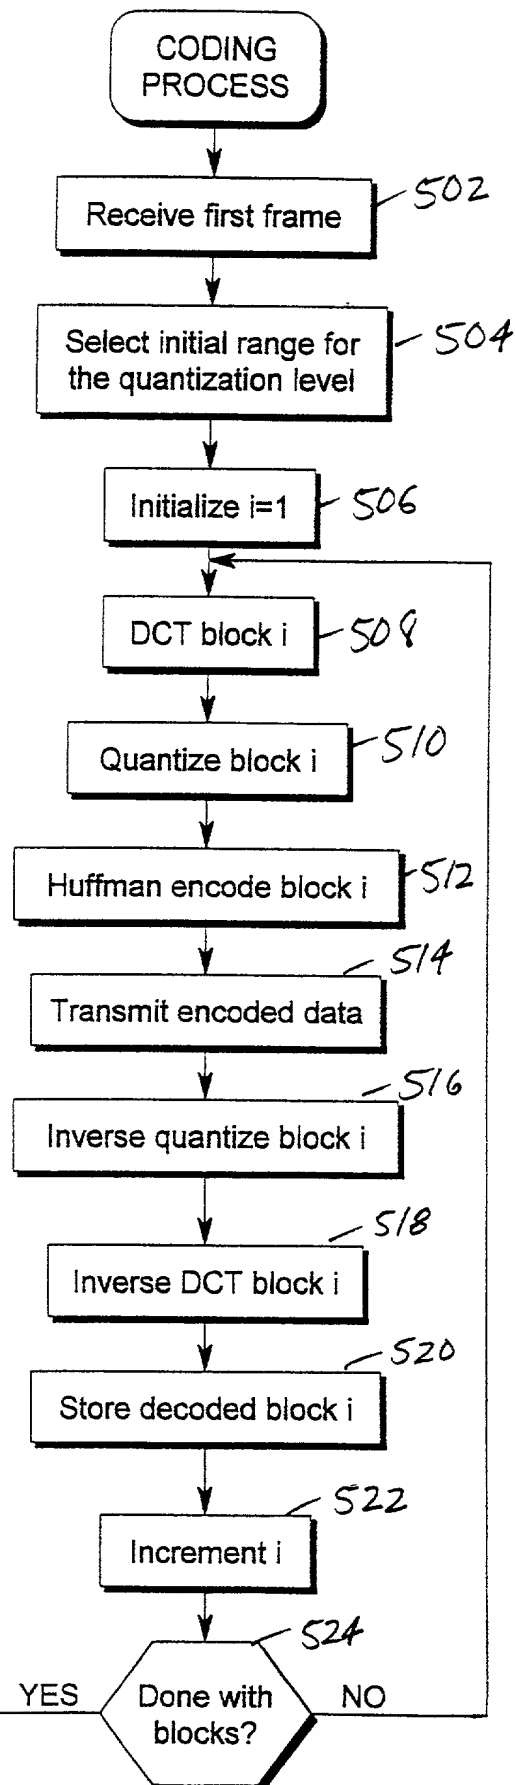 CODING
PROCESS
Receive first frame
502
Select initial range for
the quantization level
504
Initialize i=1
506
DCT block i
508
Quantize block i
510
Huffman encode block i
512
514
Transmit encoded data
516
Inverse quantize block i
518
Inverse DCT block i
520
Store decoded block i
522
Increment i
524
YES
Done with
blocks?
NO